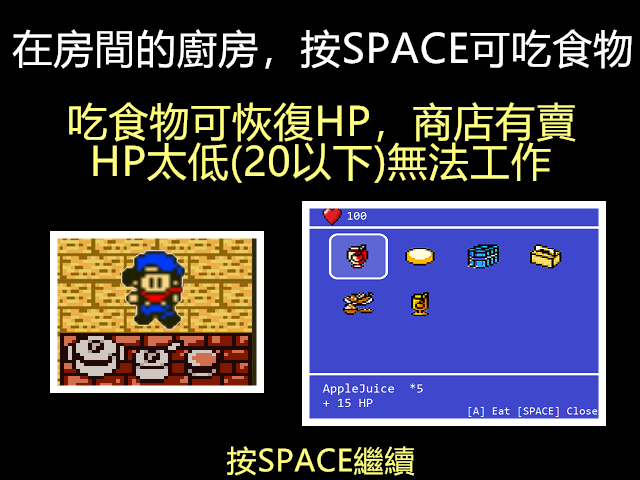 在房間的廚房，按SPACE可吃食物
吃食物可恢復HP，商店有賣
HP太低(20以下)無法工作
100
AppleJuice *5
+ 15 HP
[A] Eat [SPACE] Close
按SPACE繼續